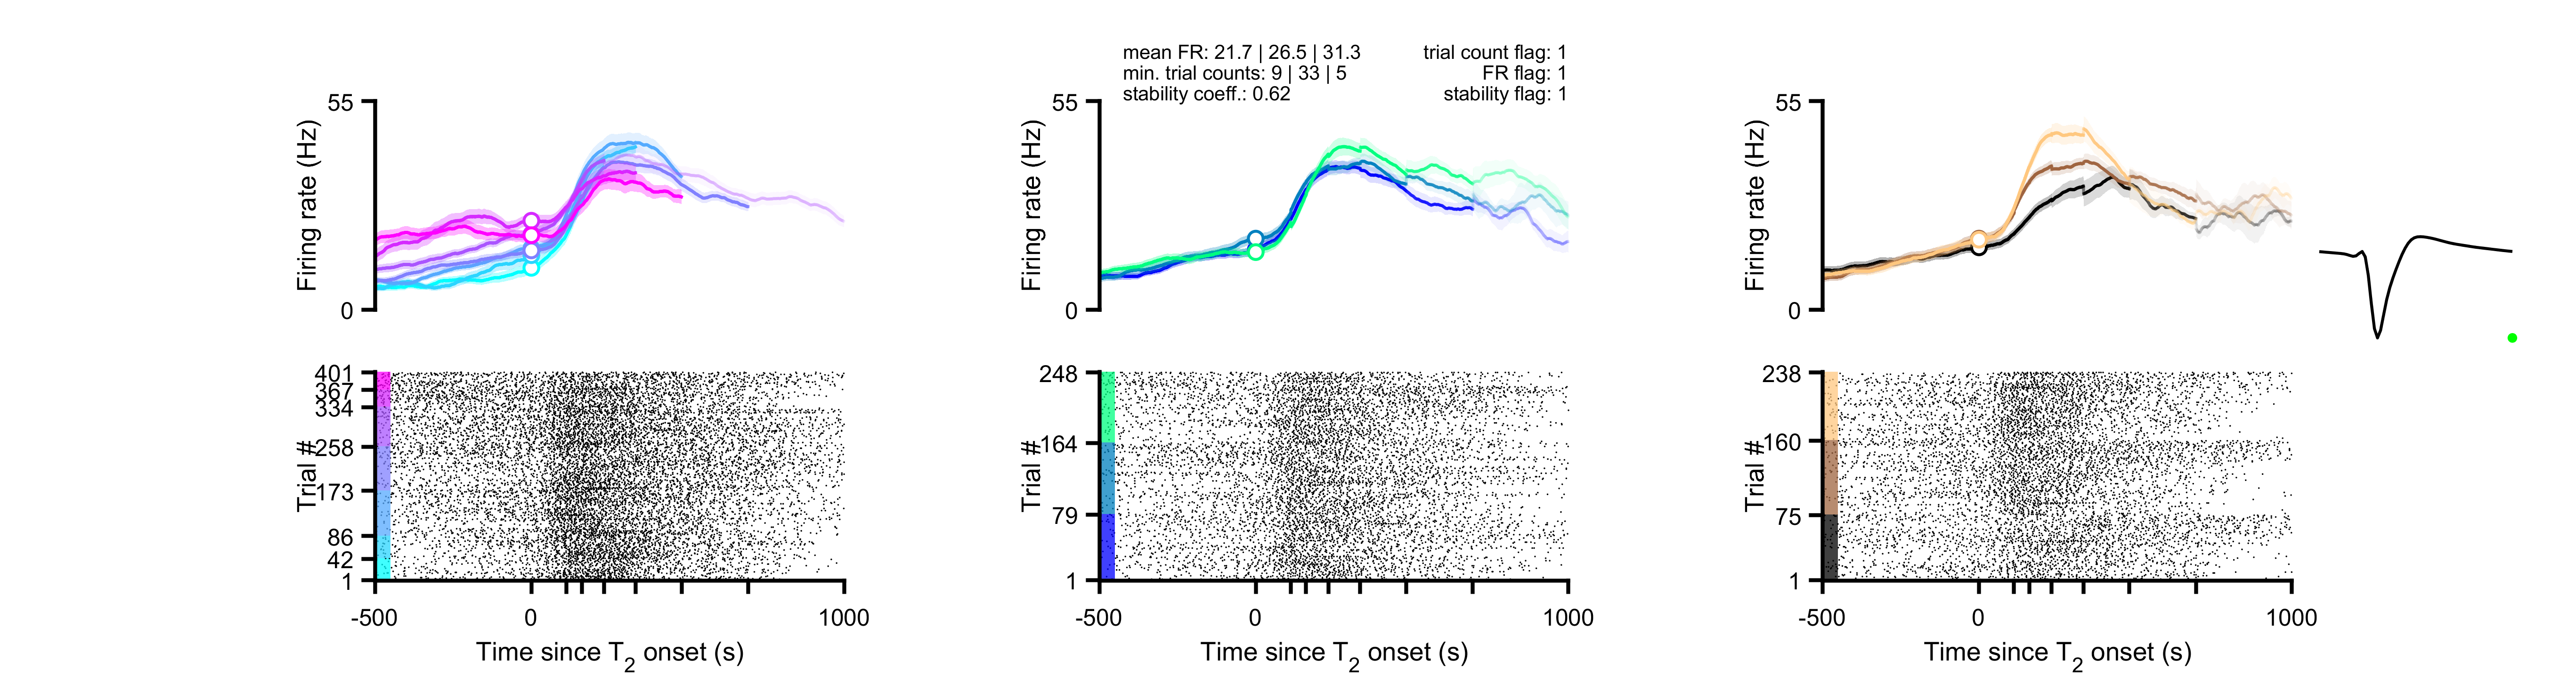 mean FR: 21.7 | 26.5 | 31.3
min. trial counts: 9 | 33 | 5
stability coeff.: 0.62
trial count flag: 1
FR flag: 1
stability flag: 1
55
Firing rate (Hz)
0
55
Firing rate (Hz)
0
55
Firing rate (Hz)
0
401
367
334
258
173
86
42
1
Trial #
-500
0
1000
Time since T2 onset (s)
248
164
79
1
Trial #
-500
0
1000
Time since T2 onset (s)
238
160
75
1
Trial #
-500
0
1000
Time since T2 onset (s)